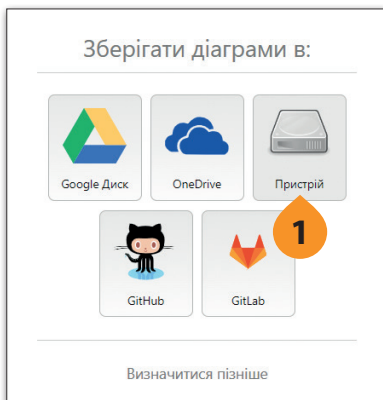 Зберігати діаграми в:
Google Диск
OneDrive
Пристрій
1
GitHub
GitLab
Визначитися пізніше